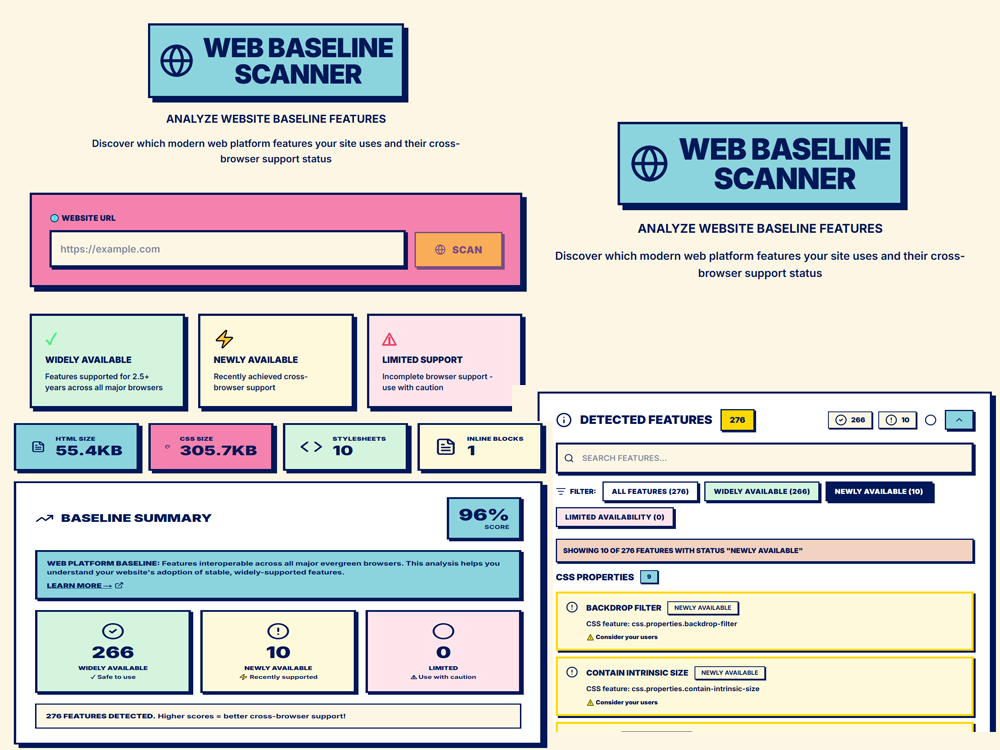 WEB BASELINE
SCANNER
ANALYZE WEBSITE BASELINE FEATURES
Discover which modern web platform features your site uses and their cross-
browser support status
WEBSITE URL
https://example.com
SCAN
WIDELY AVAILABLE
Features supported for 2.5+
years across all major browsers
NEWLY AVAILABLE
Recently achieved cross-
browser support
LIMITED SUPPORT
Incomplete browser support -
use with caution
HTML SIZE
55.4KB
CSS SIZE
305.7KB
STYLESHEETS
10
INLINE BLOCKS
1
BASELINE SUMMARY
96%
SCORE
WEB PLATFORM BASELINE: Features interoperable across all major evergreen browsers. This analysis helps you
understand your website's adoption of stable, widely-supported features.
LEARN MORE →
266
WIDELY AVAILABLE
✓ Safe to use
10
NEWLY AVAILABLE
⚡ Recently supported
0
LIMITED
⚠ Use with caution
276 FEATURES DETECTED. Higher scores = better cross-browser support!
WEB BASELINE
SCANNER
ANALYZE WEBSITE BASELINE FEATURES
Discover which modern web platform features your site uses and their cross-
browser support status
DETECTED FEATURES 276 266 10
SEARCH FEATURES...
FILTER: ALL FEATURES (276) WIDELY AVAILABLE (266) NEWLY AVAILABLE (10)
LIMITED AVAILABILITY (0)
SHOWING 10 OF 276 FEATURES WITH STATUS "NEWLY AVAILABLE"
CSS PROPERTIES 9
BACKDROP FILTER NEWLY AVAILABLE
CSS feature: css.properties.backdrop-filter
⚠ Consider your users
CONTAIN INTRINSIC SIZE NEWLY AVAILABLE
CSS feature: css.properties.contain-intrinsic-size
⚠ Consider your users